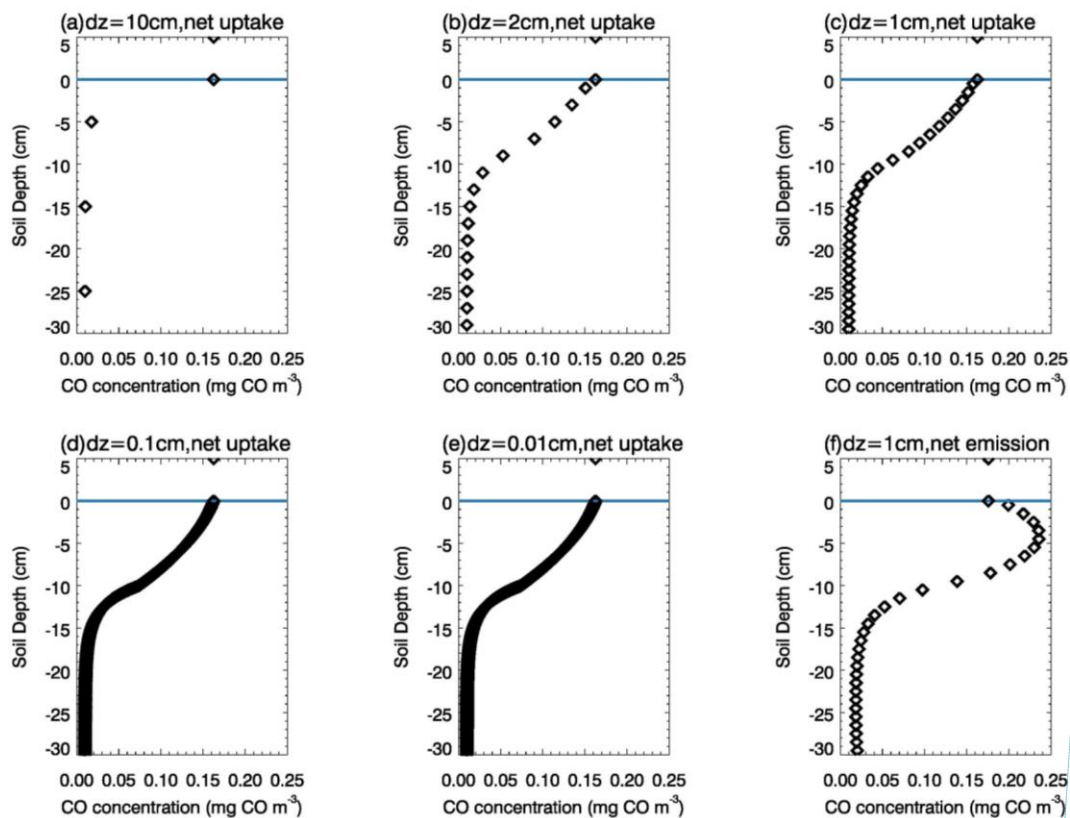 (a)dz=10cm,net uptake
(b)dz=2cm,net uptake
(c)dz=1cm,net uptake
5
0
-5
-10
-15
-20
-25
-30
Soil Depth (cm)
0.00 0.05 0.10 0.15 0.20 0.25
CO concentration (mg CO m⁻³)
5
0
-5
-10
-15
-20
-25
-30
Soil Depth (cm)
0.00 0.05 0.10 0.15 0.20 0.25
CO concentration (mg CO m⁻³)
5
0
-5
-10
-15
-20
-25
-30
Soil Depth (cm)
0.00 0.05 0.10 0.15 0.20 0.25
CO concentration (mg CO m⁻³)
(d)dz=0.1cm,net uptake
(e)dz=0.01cm,net uptake
(f)dz=1cm,net emission
5
0
-5
-10
-15
-20
-25
-30
Soil Depth (cm)
0.00 0.05 0.10 0.15 0.20 0.25
CO concentration (mg CO m⁻³)
5
0
-5
-10
-15
-20
-25
-30
Soil Depth (cm)
0.00 0.05 0.10 0.15 0.20 0.25
CO concentration (mg CO m⁻³)
5
0
-5
-10
-15
-20
-25
-30
Soil Depth (cm)
0.00 0.05 0.10 0.15 0.20 0.25
CO concentration (mg CO m⁻³)